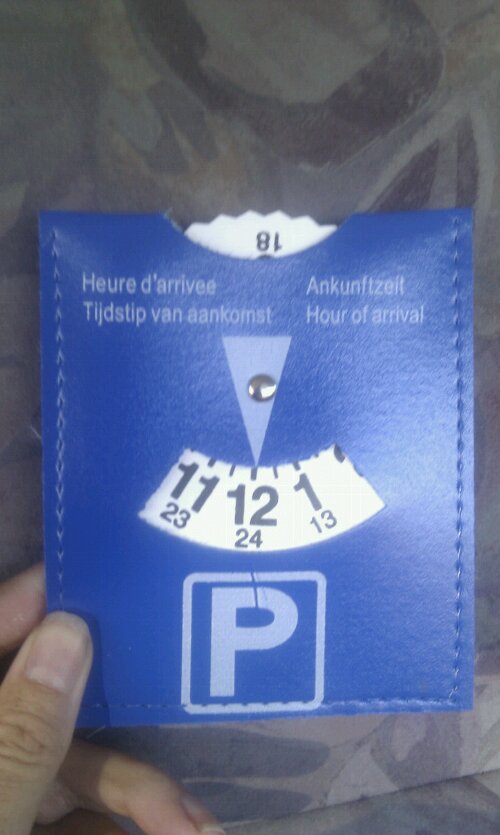 18
Heure d'arrivee
Tijdstip van aankomst
Ankunftzeit
Hour of arrival
11 12 1
23 24 13
P